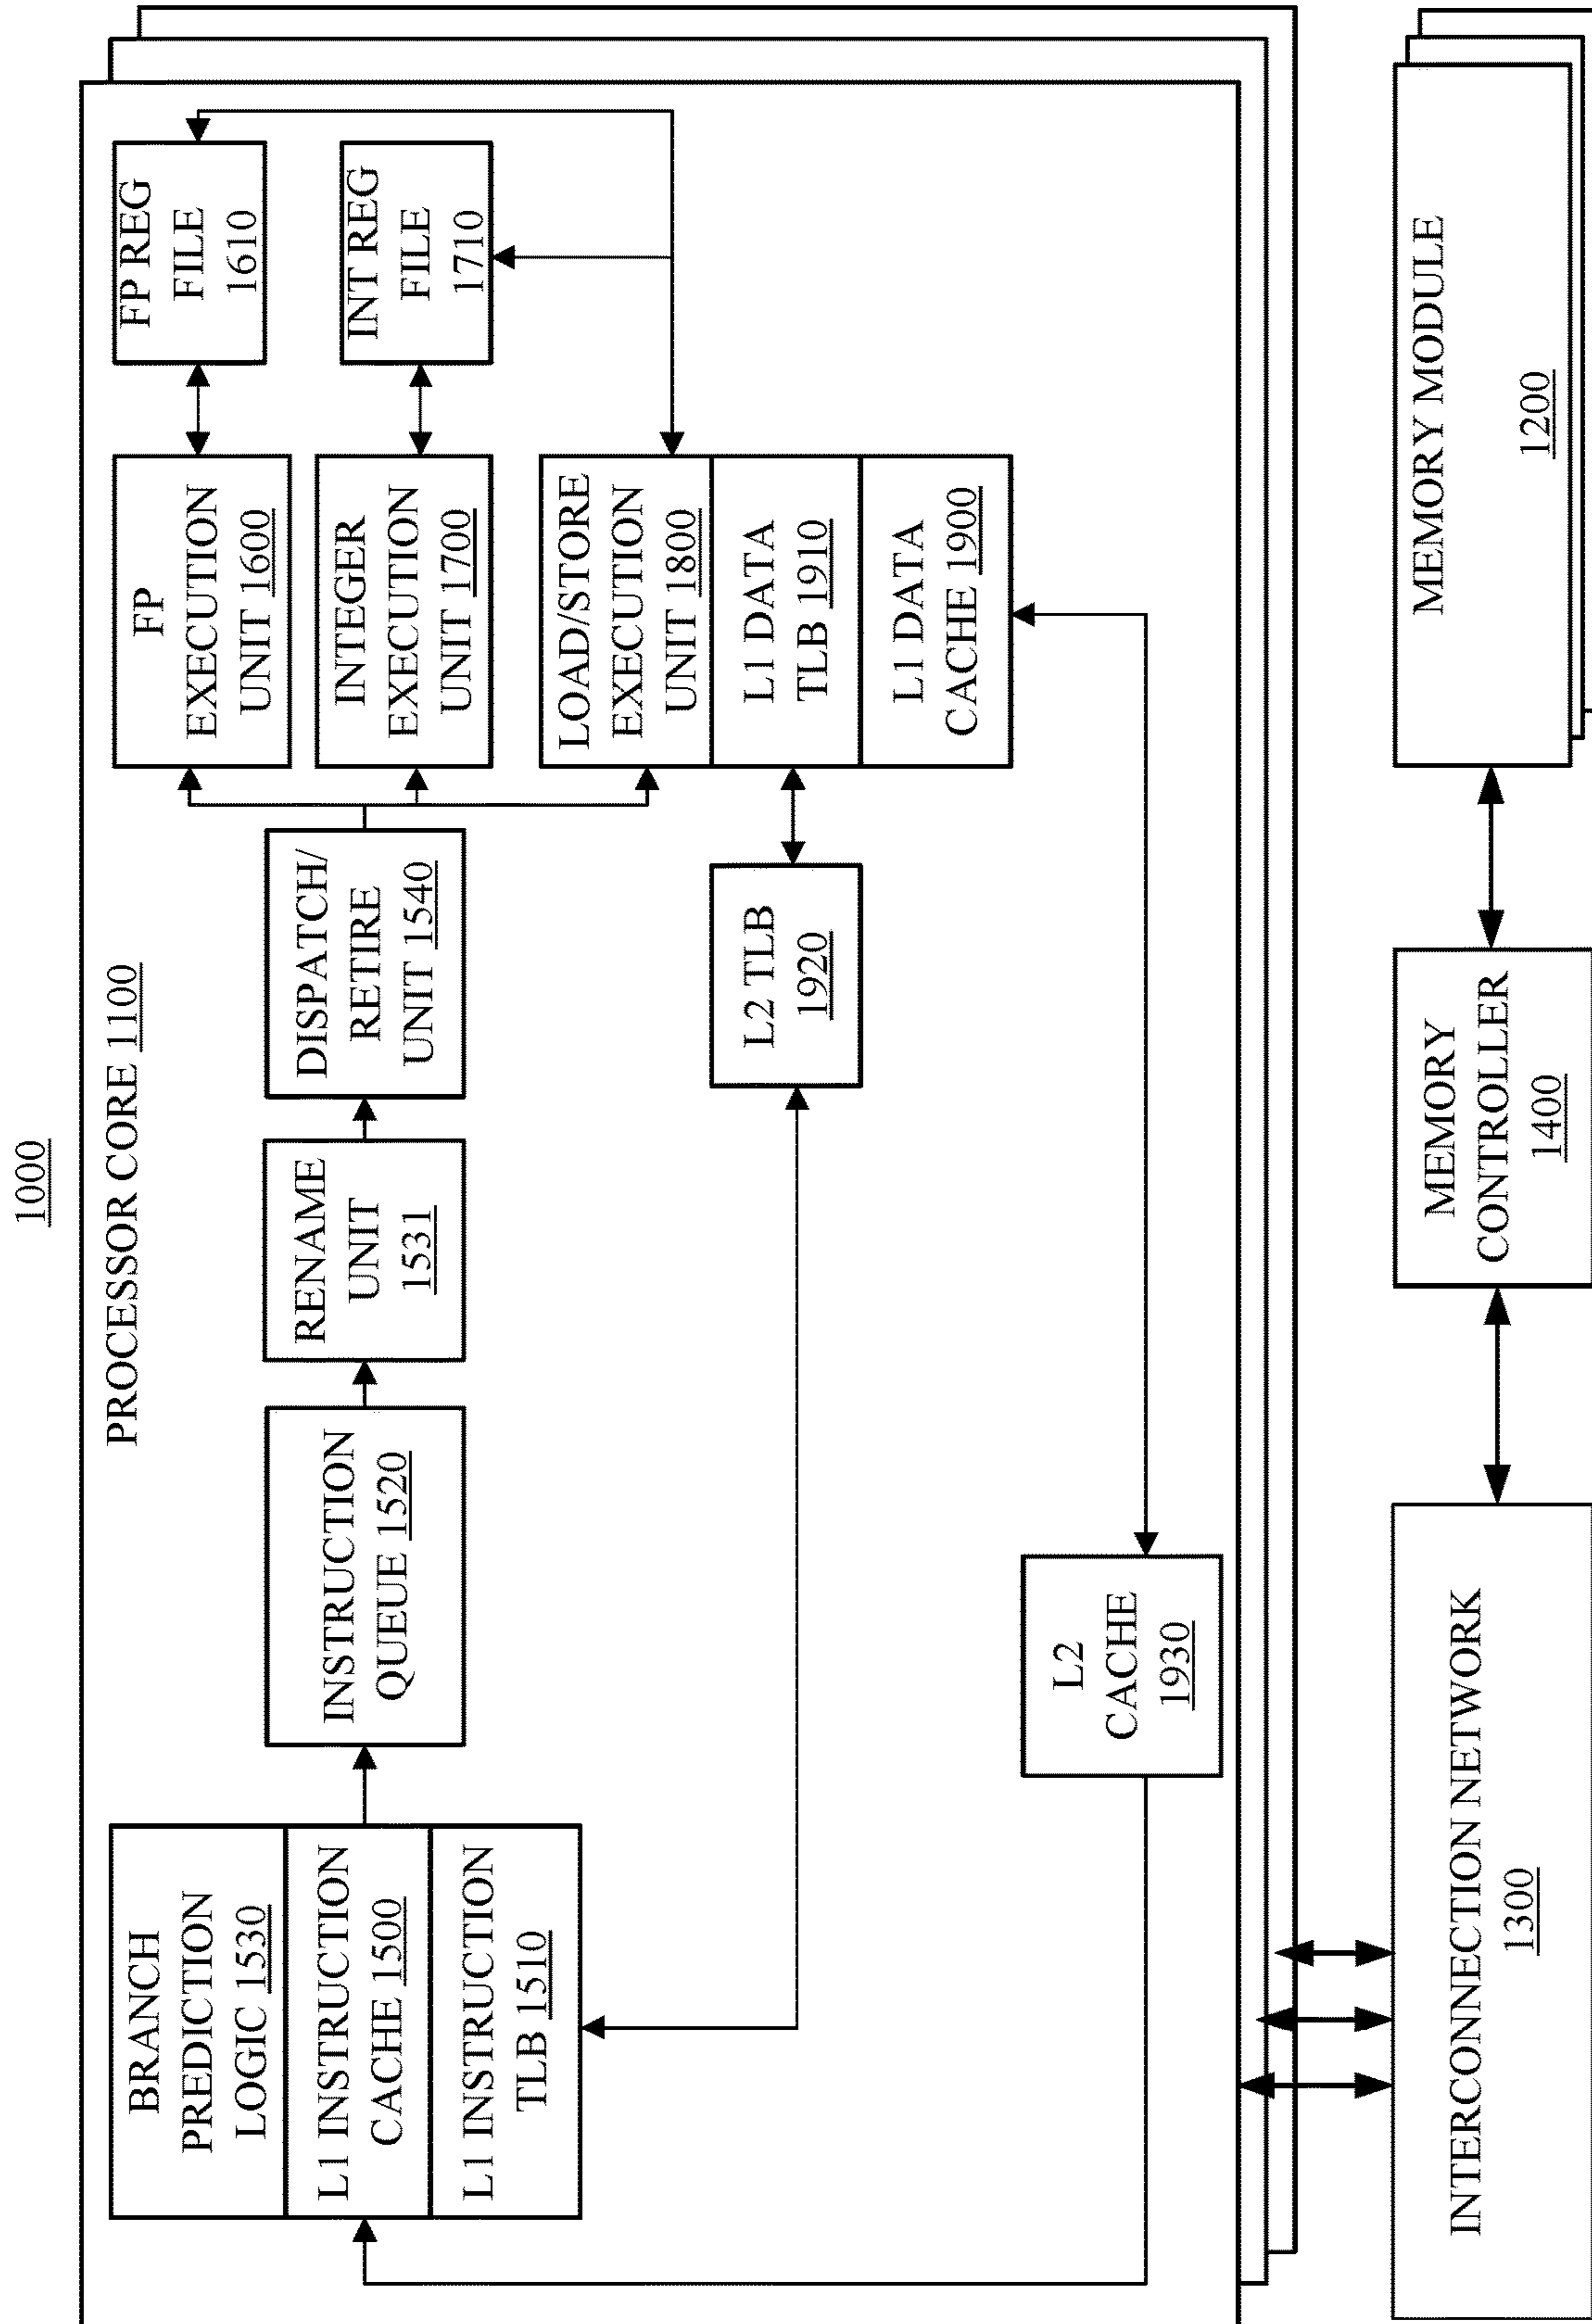 1000
PROCESSOR CORE 1100
BRANCH
PREDICTION
LOGIC 1530
L1 INSTRUCTION
CACHE 1500
L1 INSTRUCTION
TLB 1510
INSTRUCTION
QUEUE 1520
RENAME
UNIT
1531
DISPATCH/
RETIRE
UNIT 1540
FP
EXECUTION
UNIT 1600
FP REG
FILE
1610
INTEGER
EXECUTION
UNIT 1700
INT REG
FILE
1710
LOAD/STORE
EXECUTION
UNIT 1800
L1 DATA
TLB 1910
L1 DATA
CACHE 1900
L2 TLB
1920
L2
CACHE
1930
INTERCONNECTION NETWORK
1300
MEMORY
CONTROLLER
1400
MEMORY MODULE
1200